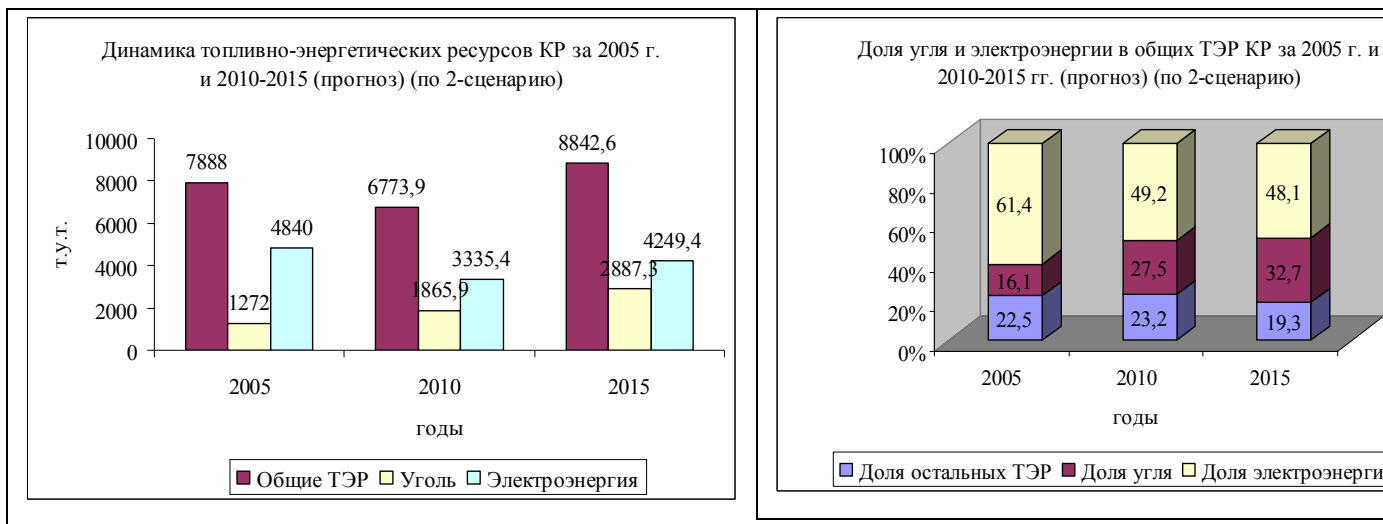 Динамика топливно-энергетических ресурсов КР за 2005 г.
и 2010-2015 (прогноз) (по 2-сценарию)
т.у.т.
10000
8000
6000
4000
2000
0
7888
1272
4840
6773,9
1865,9
3335,4
8842,6
2887,3
4249,4
2005
2010
2015
годы
Общие ТЭР
Уголь
Электроэнергия
Доля угля и электроэнергии в общих ТЭР КР за 2005 г. и
2010-2015 гг. (прогноз) (по 2-сценарию)
100%
80%
60%
40%
20%
0%
61,4
49,2
48,1
16,1
27,5
32,7
22,5
23,2
19,3
2005
2010
2015
годы
Доля остальных ТЭР
Доля угля
Доля электроэнерги